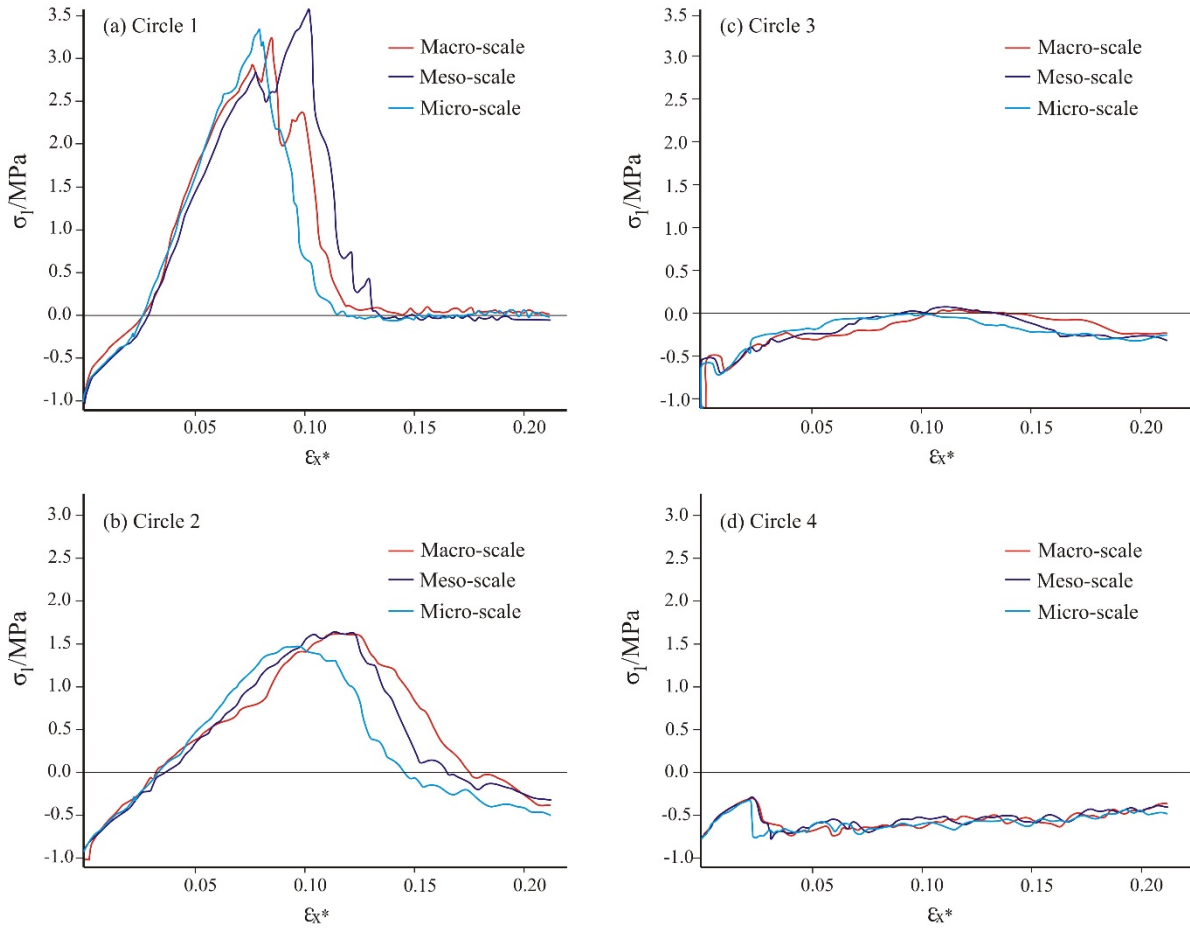 (a) Circle 1
Macro-scale
Meso-scale
Micro-scale
σ1/MPa
3.5
3.0
2.5
2.0
1.5
1.0
0.5
0.0
-0.5
-1.0
0.05
0.10
0.15
0.20
εx*
(c) Circle 3
Macro-scale
Meso-scale
Micro-scale
σ1/MPa
3.5
3.0
2.5
2.0
1.5
1.0
0.5
0.0
-0.5
-1.0
0.05
0.10
0.15
0.20
εx*
(b) Circle 2
Macro-scale
Meso-scale
Micro-scale
σ1/MPa
3.0
2.5
2.0
1.5
1.0
0.5
0.0
-0.5
-1.0
0.05
0.10
0.15
0.20
εx*
(d) Circle 4
Macro-scale
Meso-scale
Micro-scale
σ1/MPa
3.0
2.5
2.0
1.5
1.0
0.5
0.0
-0.5
-1.0
0.05
0.10
0.15
0.20
εx*